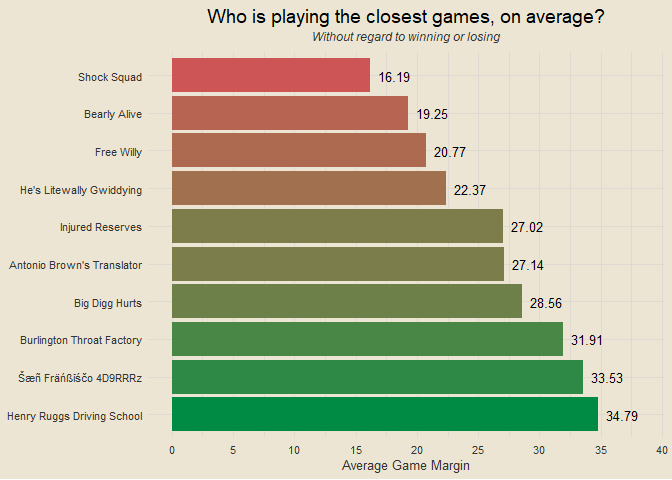 Who is playing the closest games, on average?
Without regard to winning or losing
Shock Squad 16.19
Bearly Alive 19.25
Free Willy 20.77
He's Litewally Gwiddying 22.37
Injured Reserves 27.02
Antonio Brown's Translator 27.14
Big Digg Hurts 28.56
Burlington Throat Factory 31.91
Šæñ Fräńßïśčo 4D9RRRz 33.53
Henry Ruggs Driving School 34.79
0 5 10 15 20 25 30 35 40
Average Game Margin